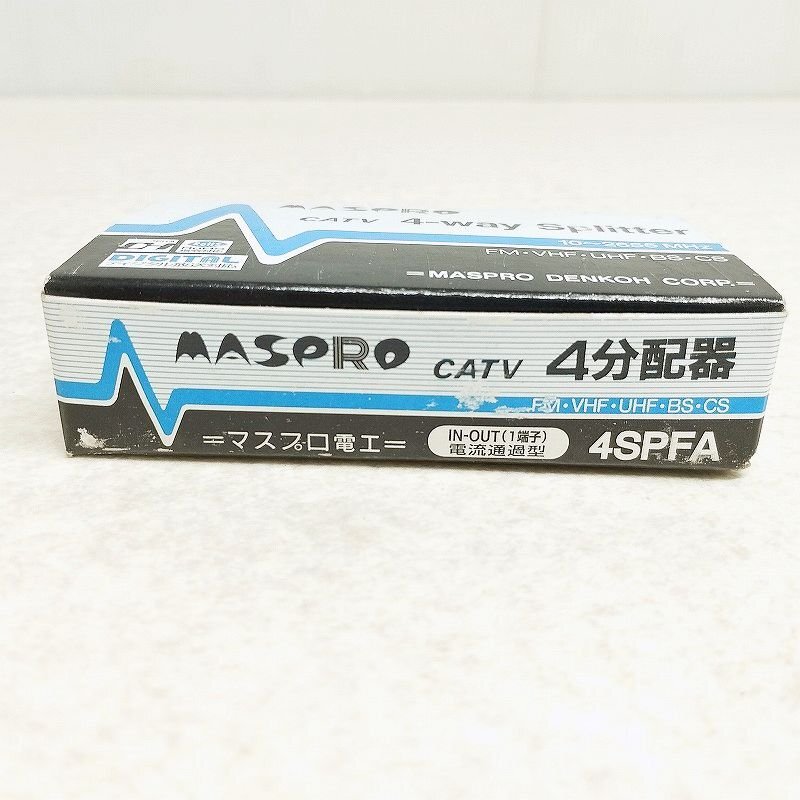 MASPRO
CATV 4-way Splitter
10~2655 MHz
DIGITAL
FM・VHF・UHF・BS・CS
=MASPRO DENKOH CORP.=
MASPRO CATV 4分配器
FM・VHF・UHF・BS・CS
=マスプロ電工= IN-OUT(1端子) 4SPFA
電流通過型